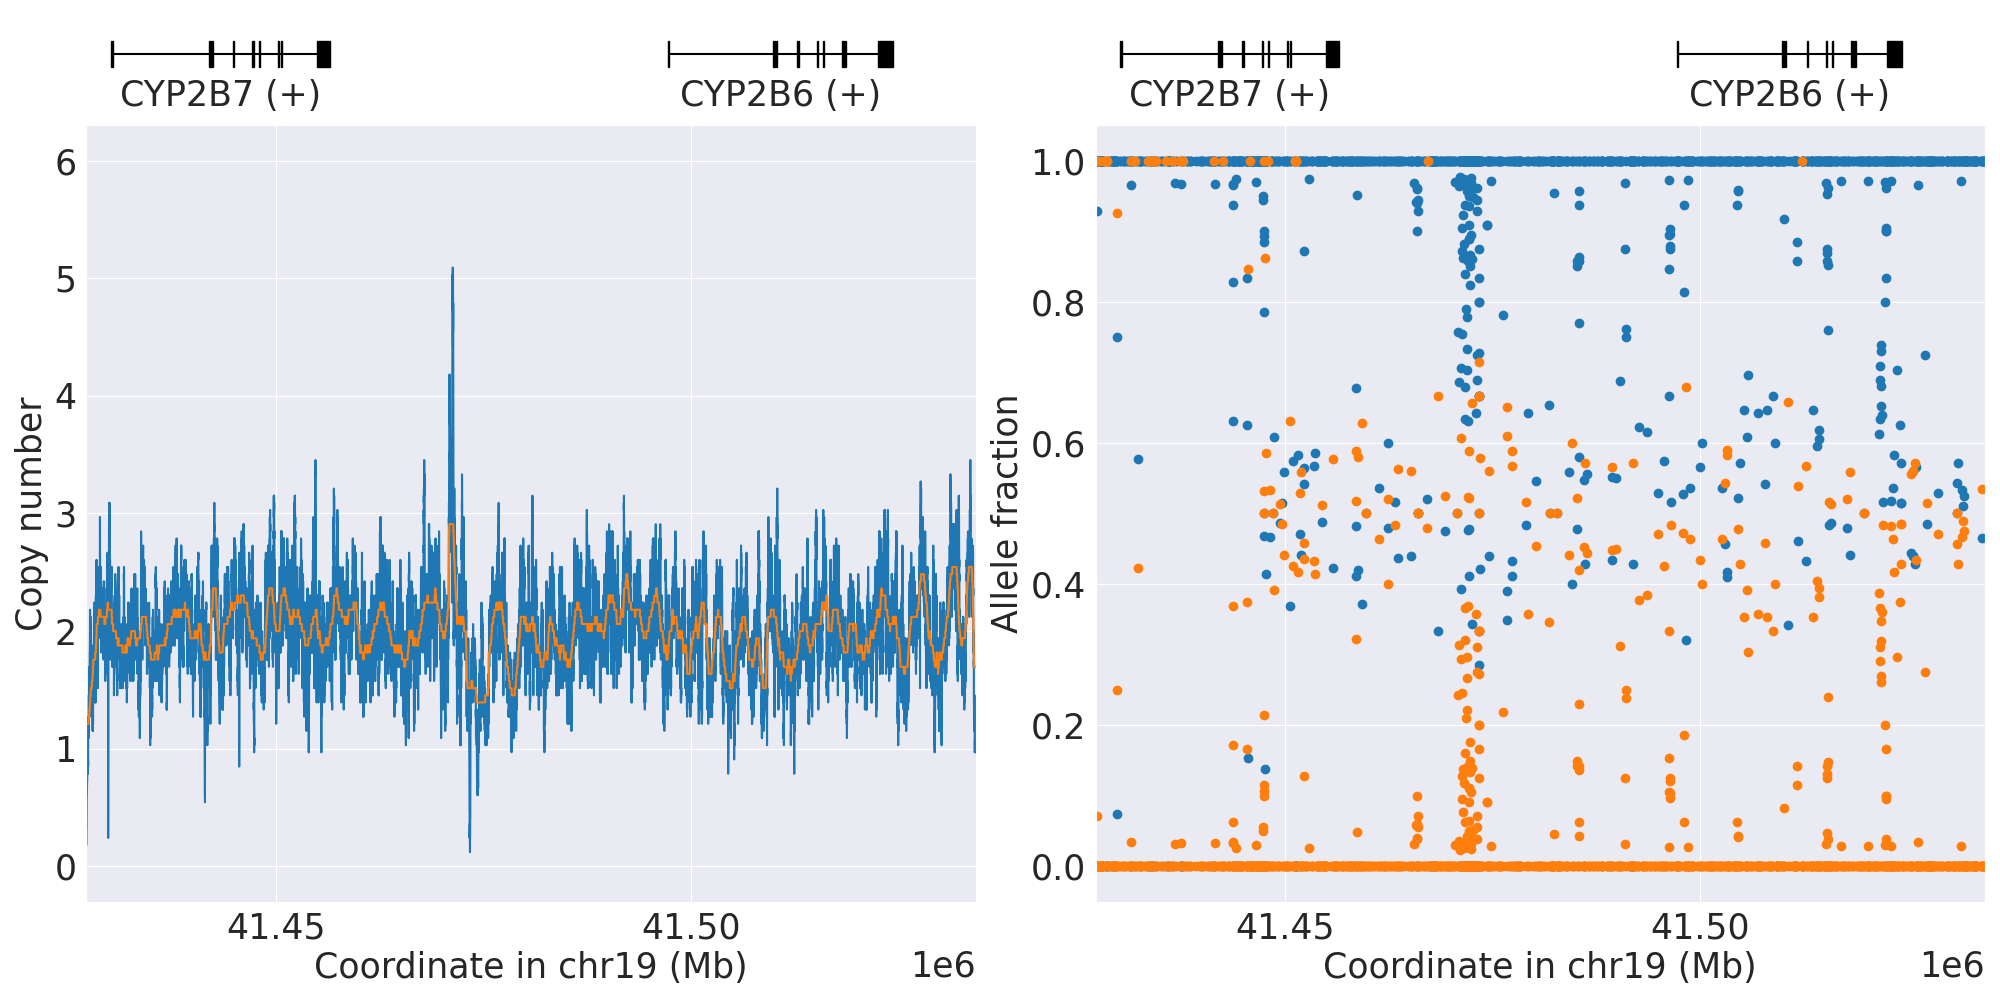 CYP2B7 (+)
CYP2B6 (+)
6
5
4
3
2
1
0
Copy number
41.45
41.50
Coordinate in chr19 (Mb)
1e6
CYP2B7 (+)
CYP2B6 (+)
1.0
0.8
0.6
0.4
0.2
0.0
Allele fraction
41.45
41.50
Coordinate in chr19 (Mb)
1e6